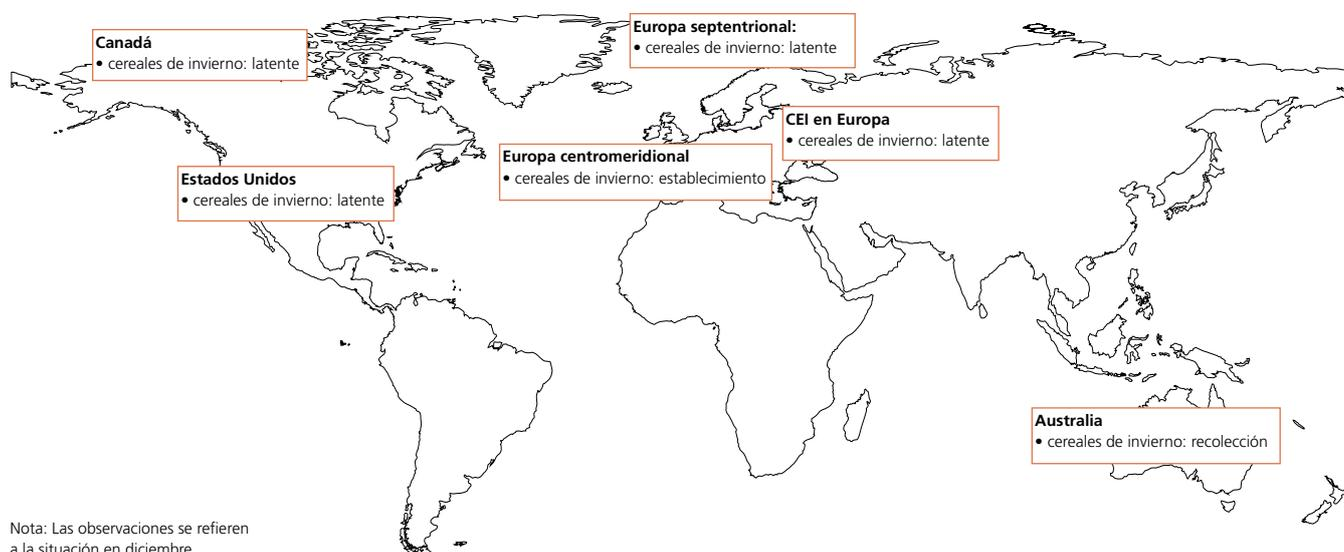 Canadá
• cereales de invierno: latente
Europa septentrional:
• cereales de invierno: latente
CEI en Europa
• cereales de invierno: latente
Europa centromeridional
• cereales de invierno: establecimiento
Estados Unidos
• cereales de invierno: latente
Australia
• cereales de invierno: recolección
Nota: Las observaciones se refieren
a la situación en diciembre